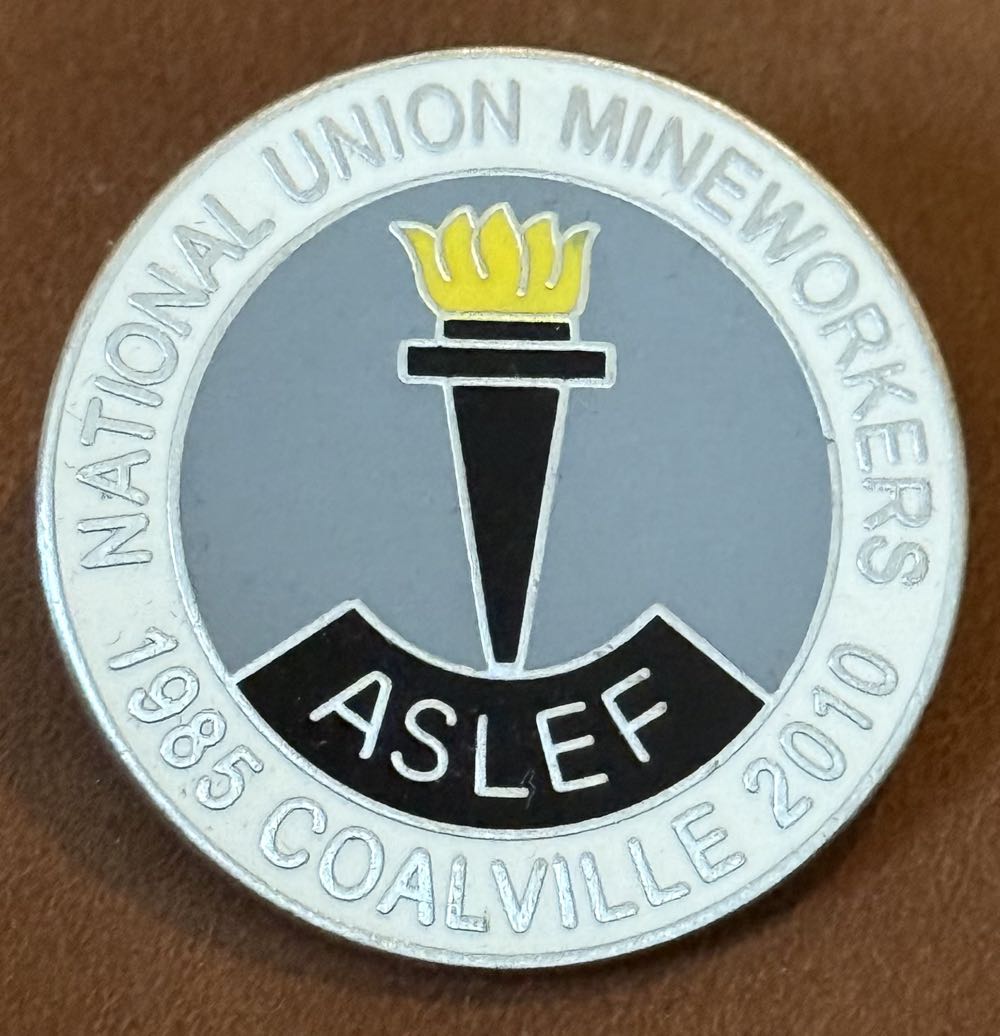 NATIONAL UNION MINEWORKERS
ASLEF
1985 COALVILLE 2010